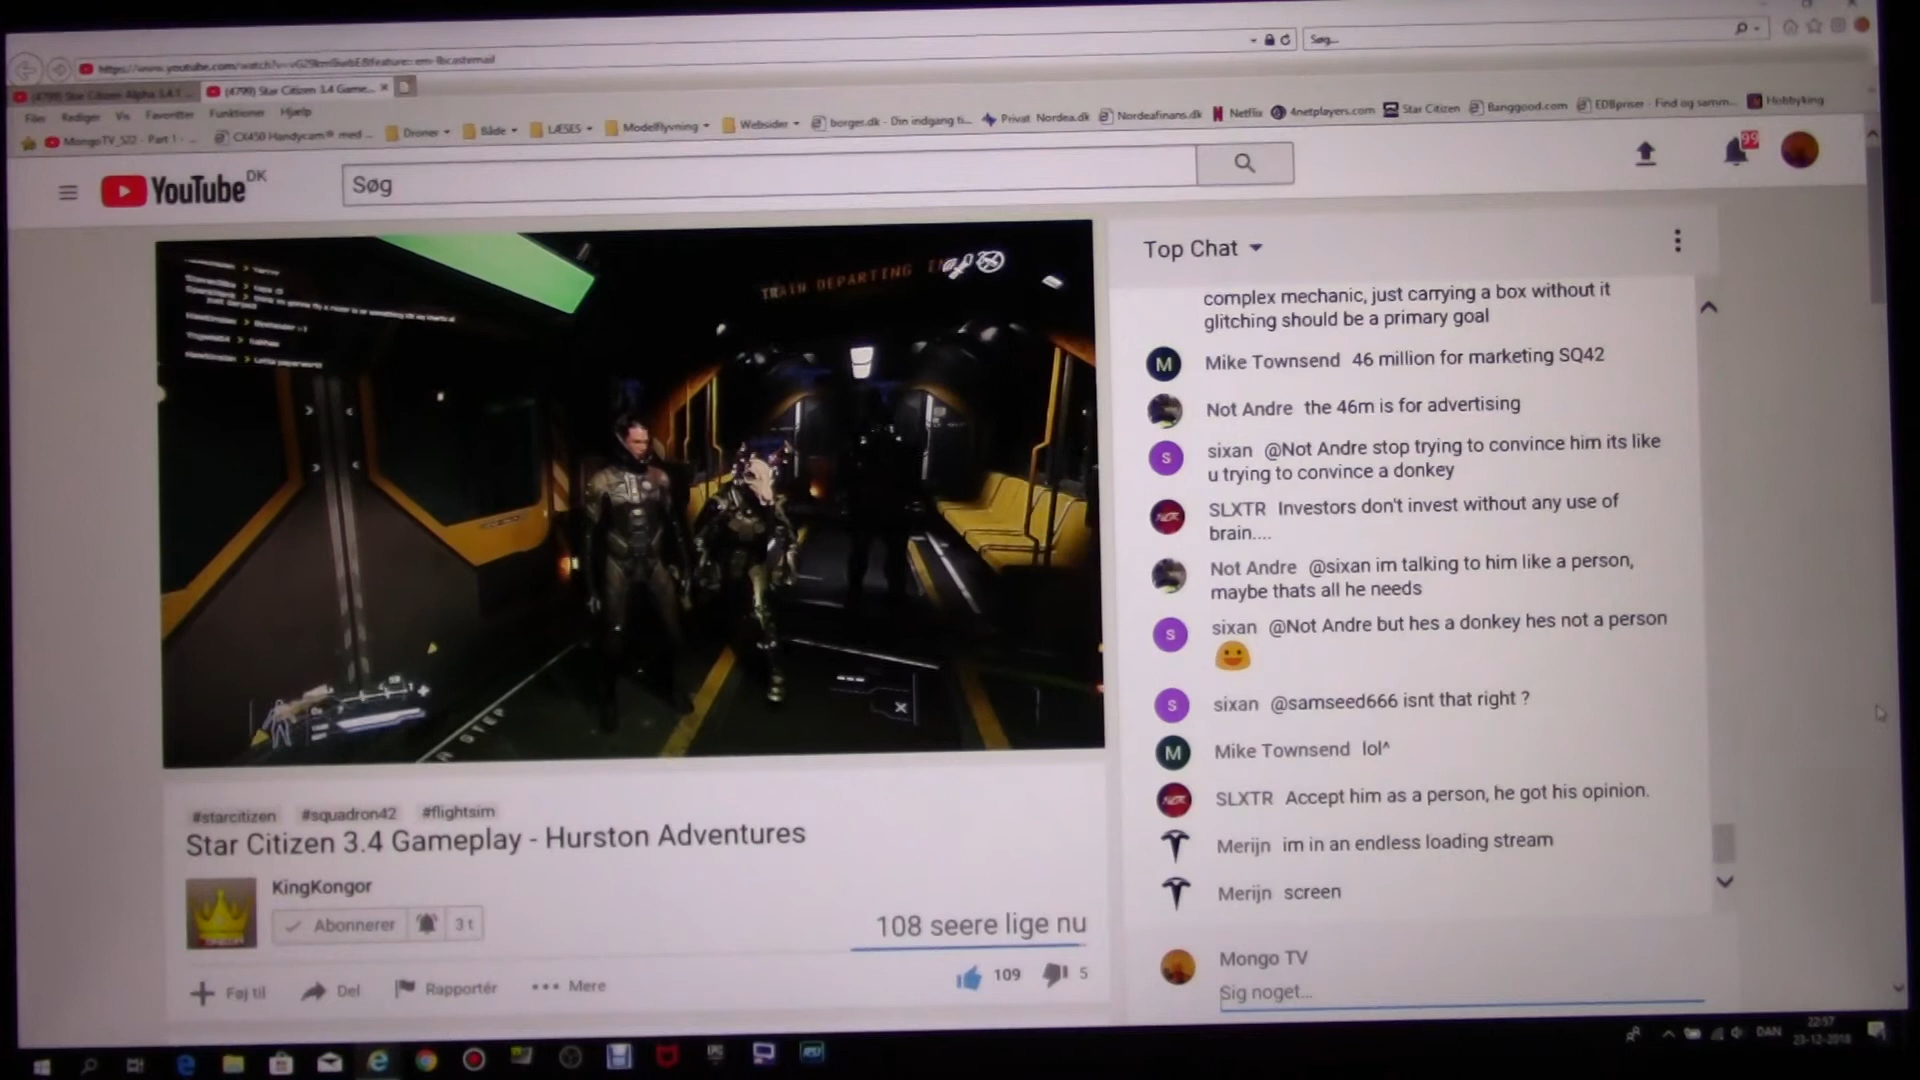 Søg...
https://www.youtube.com/watch?v=
(4799) Star Citizen Alpha 3.4.1 ...
(4799) Star Citizen 3.4 Game...
Filer Rediger Vis Favoritter Funktioner Hjælp
MongoTV_S22 - Part 1 - ... CX450 Handycam® med ... Droner Både LÆSES Modelflyvning Websider borger.dk - Din indgang ti... Privat Nordea.dk Nordeafinans.dk Netflix 4netplayers.com Star Citizen Banggood.com EDBpriser - Find og samm... Hobbyking
YouTube DK
Søg
99
TRAIN DEPARTING
STEP
Top Chat
complex mechanic, just carrying a box without it
glitching should be a primary goal
M Mike Townsend 46 million for marketing SQ42
Not Andre the 46m is for advertising
S sixan @Not Andre stop trying to convince him its like
u trying to convince a donkey
SLXTR Investors don't invest without any use of
brain....
Not Andre @sixan im talking to him like a person,
maybe thats all he needs
S sixan @Not Andre but hes a donkey hes not a person
S sixan @samseed666 isnt that right ?
M Mike Townsend lol^
SLXTR Accept him as a person, he got his opinion.
Merijn im in an endless loading stream
Merijn screen
Mongo TV
Sig noget...
#starcitizen #squadron42 #flightsim
Star Citizen 3.4 Gameplay - Hurston Adventures
KingKongor
Abonnerer 3 t
108 seere lige nu
Føj til Del Rapportér Mere
109 5
DAN
22:57
23-12-2018